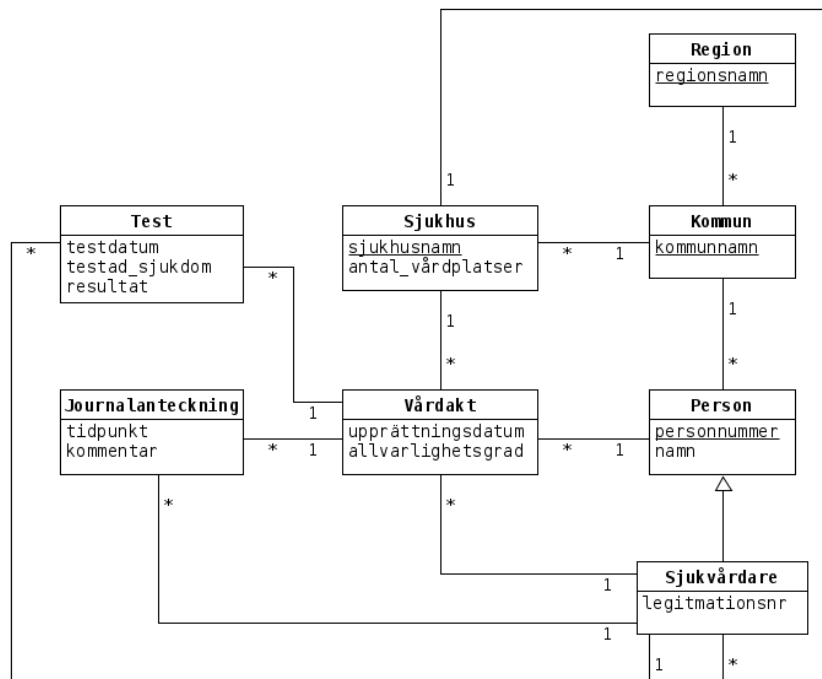 Region
regionsnamn
1
1
*
Test
testdatum
testad_sjukdom
resultat
Sjukhus
sjukhusnamn
antal_vårdplatser
Kommun
kommunnamn
*
*
*
1
1
1
*
*
1
Journalanteckning
tidpunkt
kommentar
Vårdakt
upprättningsdatum
allvarlighetsgrad
Person
personnummer
namn
*
1
*
1
*
*
Sjukvårdare
legitmationsnr
1
1
1
*